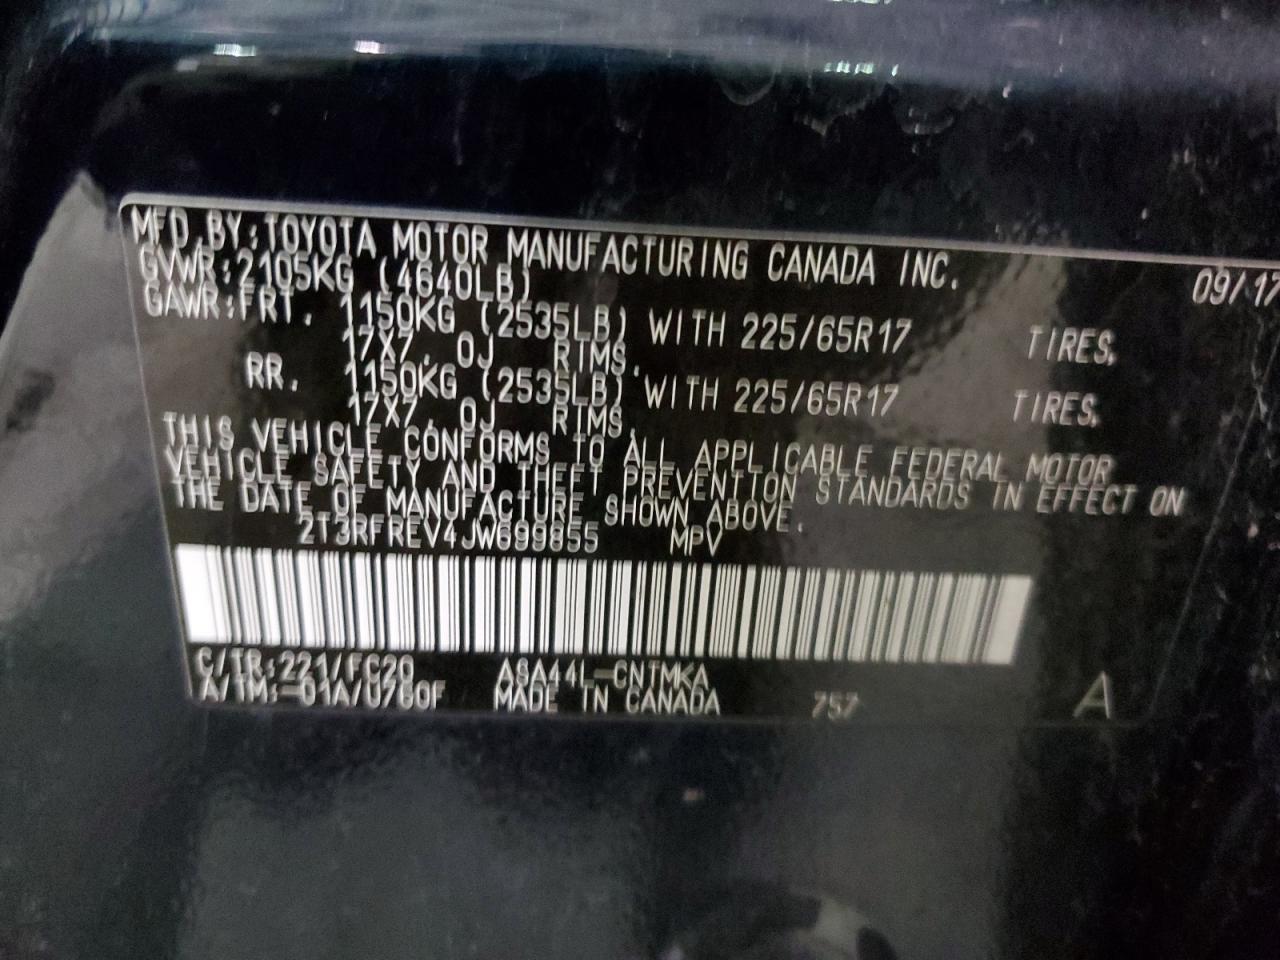 MFD.BY:TOYOTA MOTOR MANUFACTURING CANADA INC. 09/17
GVWR:2105KG (4640LB)
GAWR:FRT. 1150KG (2535LB) WITH 225/65R17 TIRES,
17X7.0J RIMS.
RR. 1150KG (2535LB) WITH 225/65R17 TIRES,
17X7.0J RIMS.
THIS VEHICLE CONFORMS TO ALL APPLICABLE FEDERAL MOTOR
VEHICLE SAFETY AND THEFT PREVENTION STANDARDS IN EFFECT ON
THE DATE OF MANUFACTURE SHOWN ABOVE.
2T3RFREV4JW699855 MPV
C/TR:221/FC20 ASA44L-CNTMKA
A/TM:-01A/U760F MADE IN CANADA 757 A